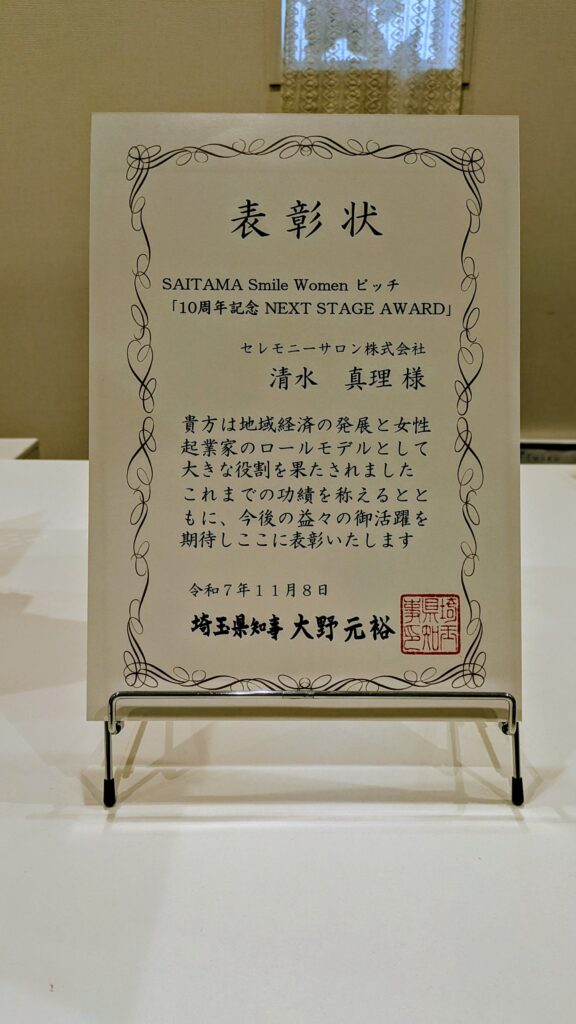 表彰状
SAITAMA Smile Women ピッチ
「10周年記念 NEXT STAGE AWARD」
セレモニーサロン株式会社
清水 真理 様
貴方は地域経済の発展と女性
起業家のロールモデルとして
大きな役割を果たされました
これまでの功績を称えるとと
もに、今後の益々の御活躍を
期待しここに表彰いたします
令和7年11月8日
埼玉県知事 大野元裕
埼玉県知事印